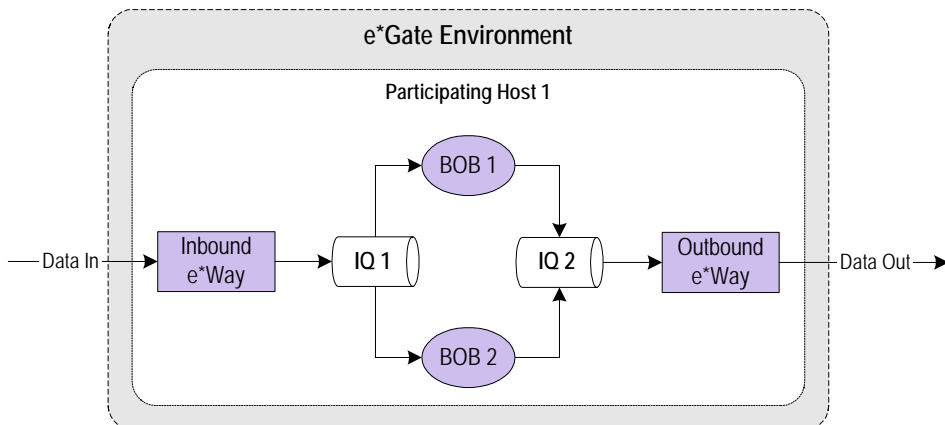 e*Gate Environment
Participating Host 1
BOB 1
Data In
Inbound
e*Way
IQ 1
IQ 2
Outbound
e*Way
Data Out
BOB 2